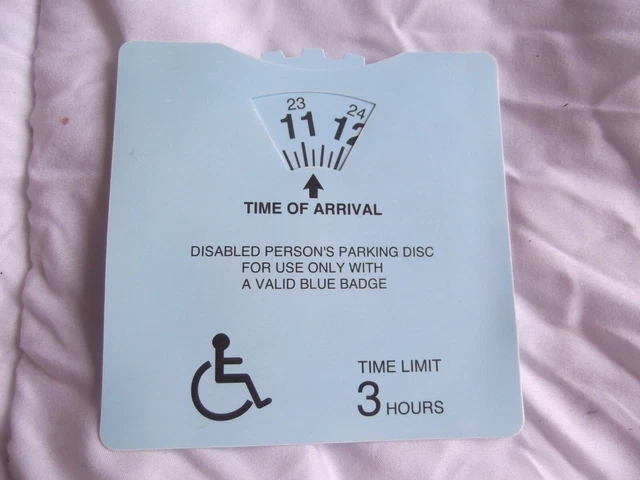 23 24
11 12
TIME OF ARRIVAL
DISABLED PERSON'S PARKING DISC
FOR USE ONLY WITH
A VALID BLUE BADGE
TIME LIMIT
3 HOURS